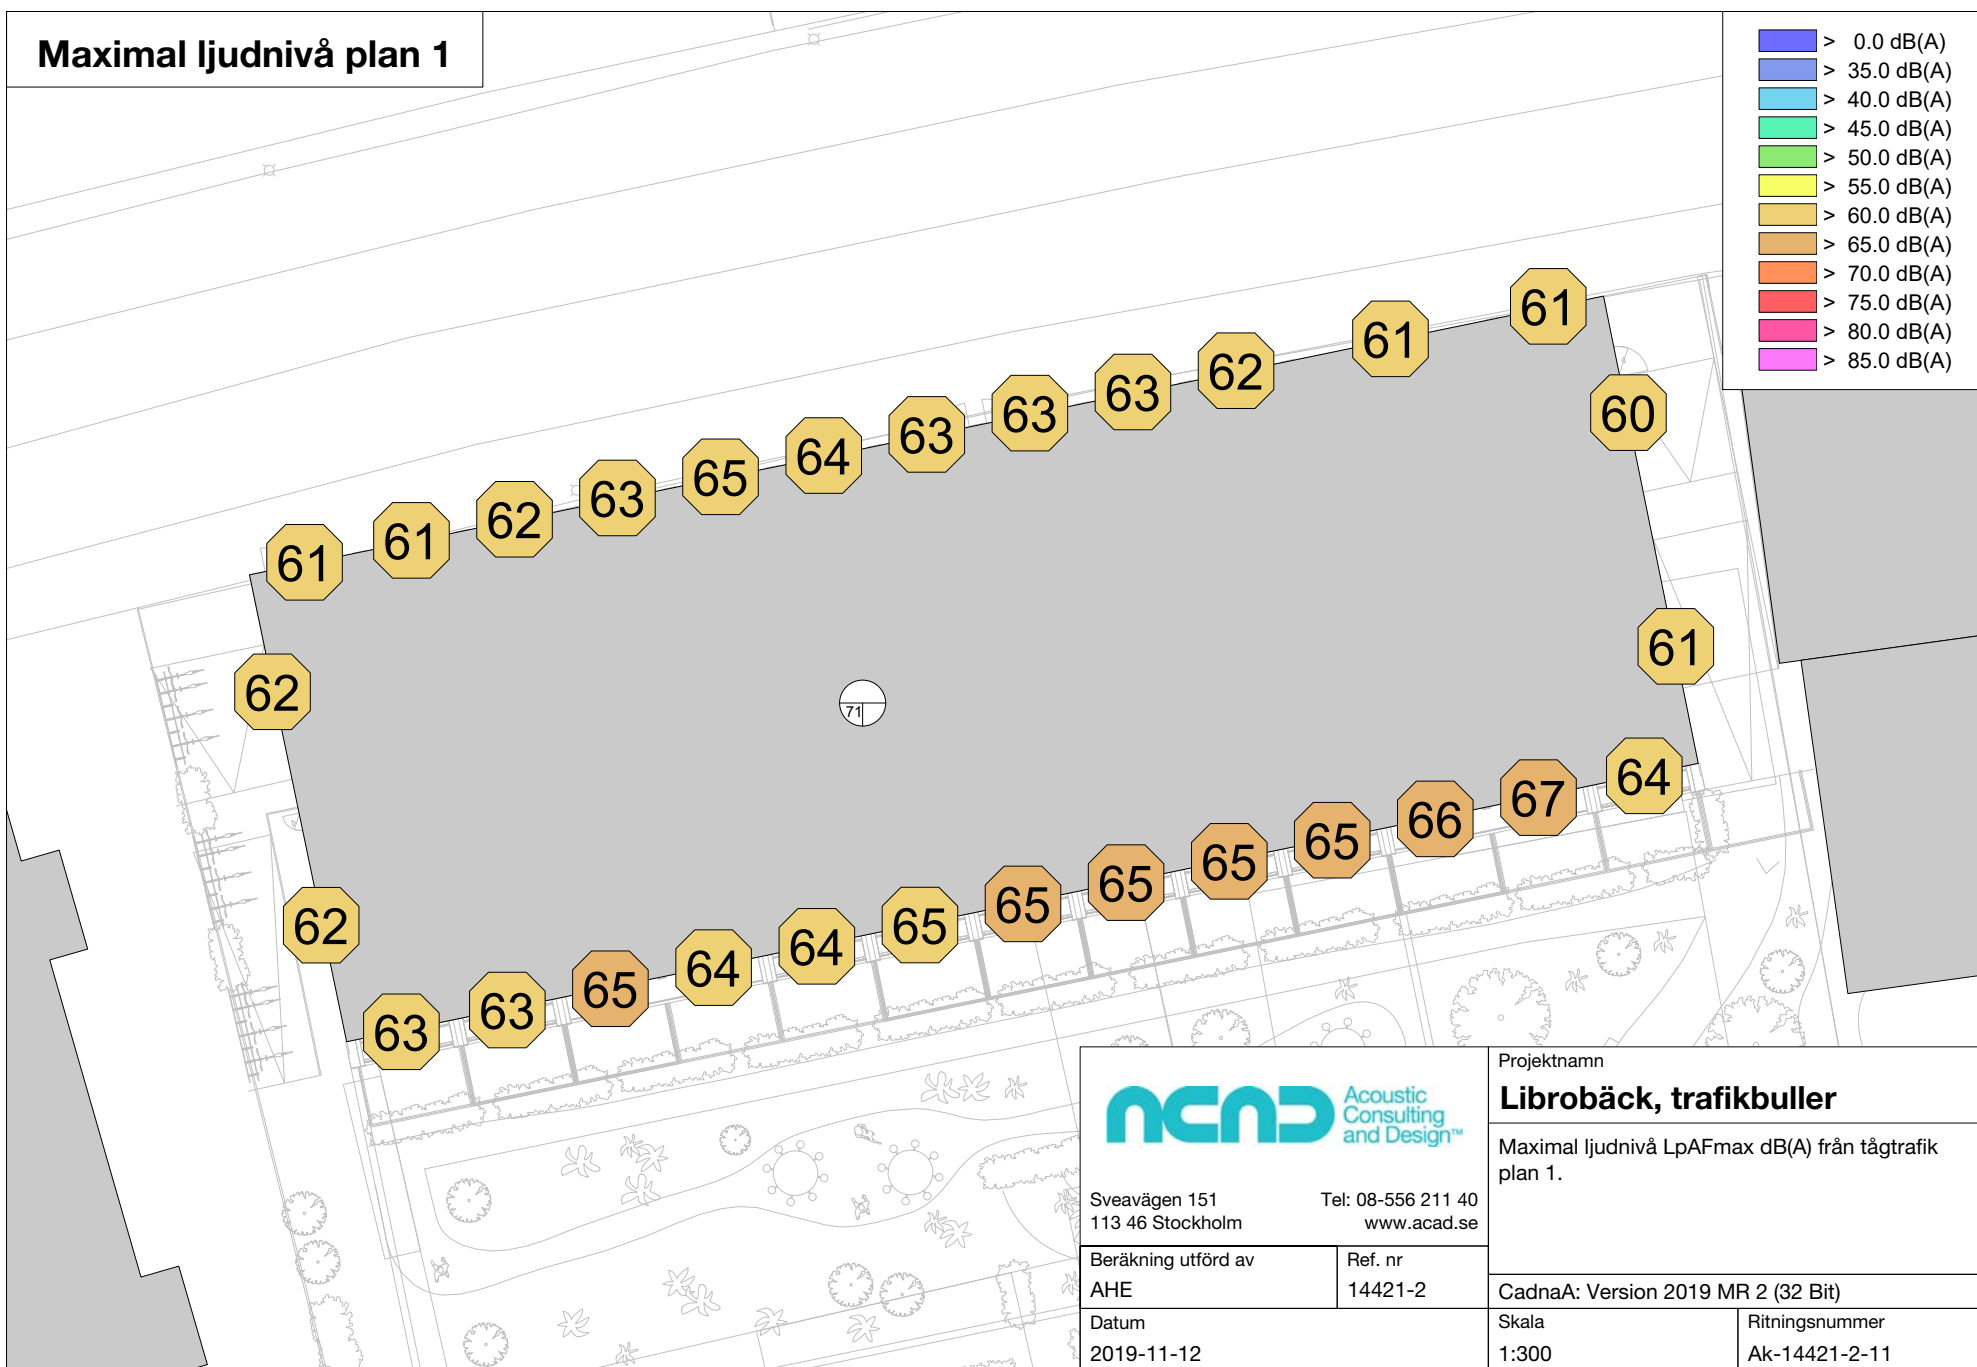 Maximal ljudnivå plan 1
> 0.0 dB(A)
> 35.0 dB(A)
> 40.0 dB(A)
> 45.0 dB(A)
> 50.0 dB(A)
> 55.0 dB(A)
> 60.0 dB(A)
> 65.0 dB(A)
> 70.0 dB(A)
> 75.0 dB(A)
> 80.0 dB(A)
> 85.0 dB(A)
61
61
62
63
65
64
63
63
63
62
61
61
60
61
62
62
71
63
63
65
64
64
65
65
65
65
65
66
67
64
acad
Acoustic
Consulting
and Design™
Sveavägen 151
113 46 Stockholm
Tel: 08-556 211 40
www.acad.se
Beräkning utförd av
AHE
Ref. nr
14421-2
Datum
2019-11-12
Projektnamn
Librobäck, trafikbuller
Maximal ljudnivå LpAFmax dB(A) från tågtrafik
plan 1.
CadnaA: Version 2019 MR 2 (32 Bit)
Skala
1:300
Ritningsnummer
Ak-14421-2-11